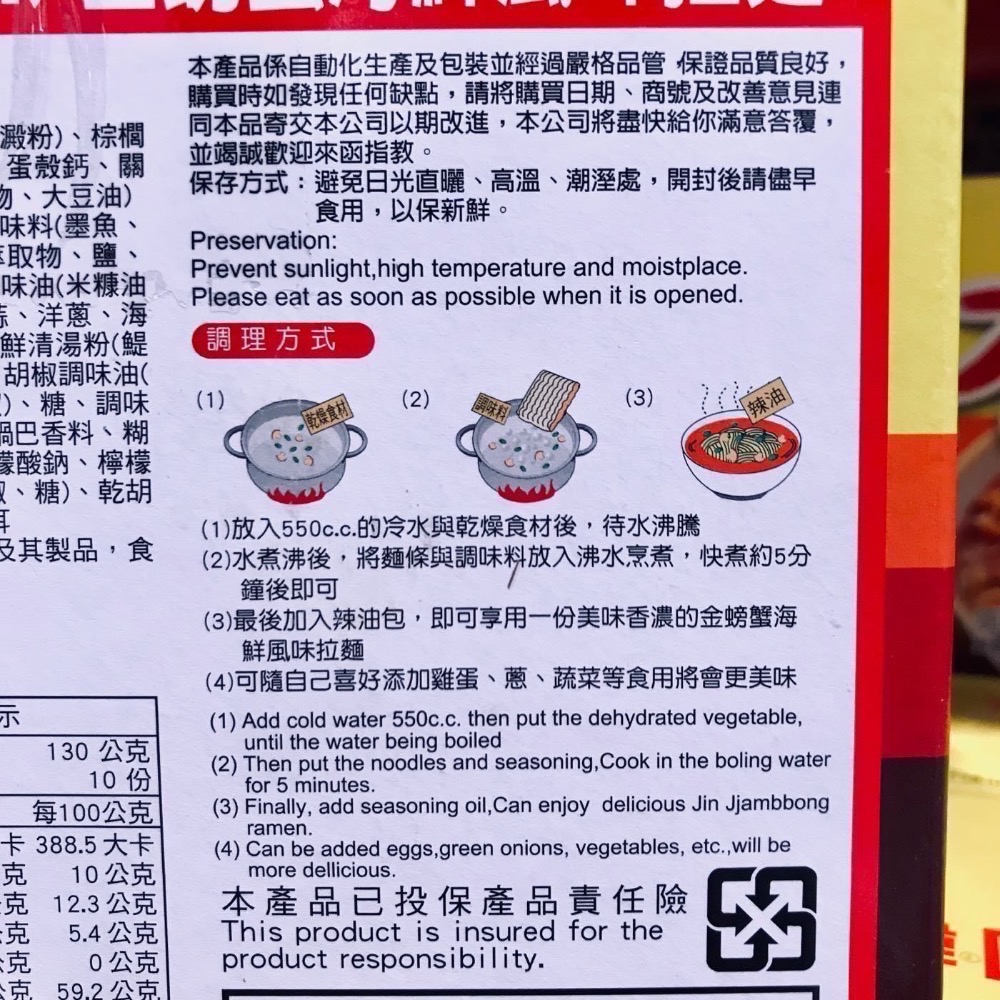 本產品係自動化生產及包裝並經過嚴格品管 保證品質良好，
購買時如發現任何缺點，請將購買日期、商號及改善意見連
同本品寄交本公司以期改進，本公司將盡快給你滿意答覆，
並竭誠歡迎來函指教。
保存方式：避免日光直曬、高溫、潮溼處，開封後請儘早
食用，以保新鮮。
Preservation:
Prevent sunlight,high temperature and moistplace.
Please eat as soon as possible when it is opened.
調理方式
(1)
乾燥食材
(2)
調味料
(3)
辣油
(1)放入550c.c.的冷水與乾燥食材後，待水沸騰
(2)水煮沸後，將麵條與調味料放入沸水烹煮，快煮約5分
鐘後即可
(3)最後加入辣油包，即可享用一份美味香濃的金螃蟹海
鮮風味拉麵
(4)可隨自己喜好添加雞蛋、蔥、蔬菜等食用將會更美味
(1) Add cold water 550c.c. then put the dehydrated vegetable,
until the water being boiled
(2) Then put the noodles and seasoning,Cook in the boling water
for 5 minutes.
(3) Finally, add seasoning oil,Can enjoy delicious Jin Jjambbong
ramen.
(4) Can be added eggs,green onions, vegetables, etc.,will be
more dellicious.
本產品已投保產品責任險
This product is insured for the
product responsibility.
澱粉)、棕櫚
蛋殼鈣、關
物、大豆油)
味料(墨魚、
取物、鹽、
味油(米糠油
蒜、洋蔥、海
鮮清湯粉(鯷
胡椒調味油(
)、糖、調味
鍋巴香料、糊
檬酸鈉、檸檬
、糖)、乾胡
及其製品，食
示
130 公克
10 份
每100公克
卡 388.5 大卡
克 10 公克
克 12.3 公克
克 5.4 公克
克 0 公克
克 59.2 公克